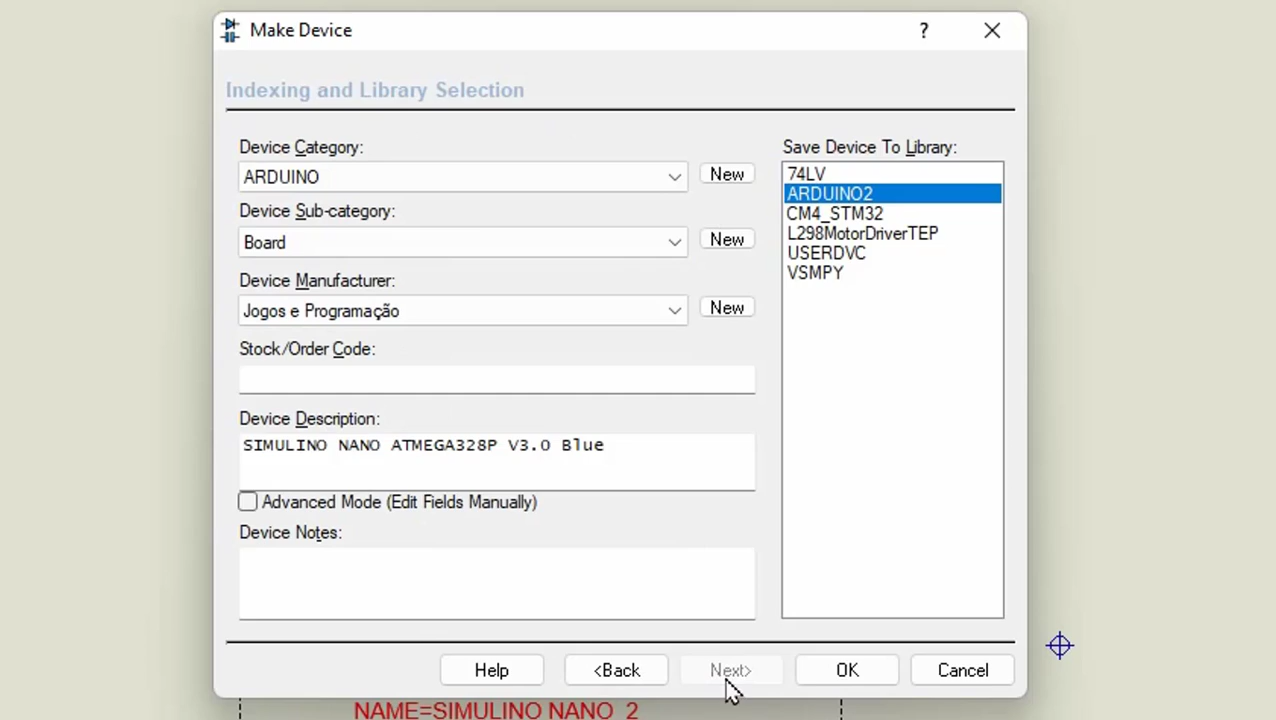 Make Device
?
Indexing and Library Selection
Device Category:
ARDUINO
New
Device Sub-category:
Board
New
Device Manufacturer:
Jogos e Programação
New
Stock/Order Code:
Device Description:
SIMULINO NANO ATMEGA328P V3.0 Blue
Advanced Mode (Edit Fields Manually)
Device Notes:
Save Device To Library:
74LV
ARDUINO2
CM4_STM32
L298MotorDriverTEP
USERDVC
VSMPY
Help
<Back
Next>
OK
Cancel
NAME=SIMULINO NANO_2